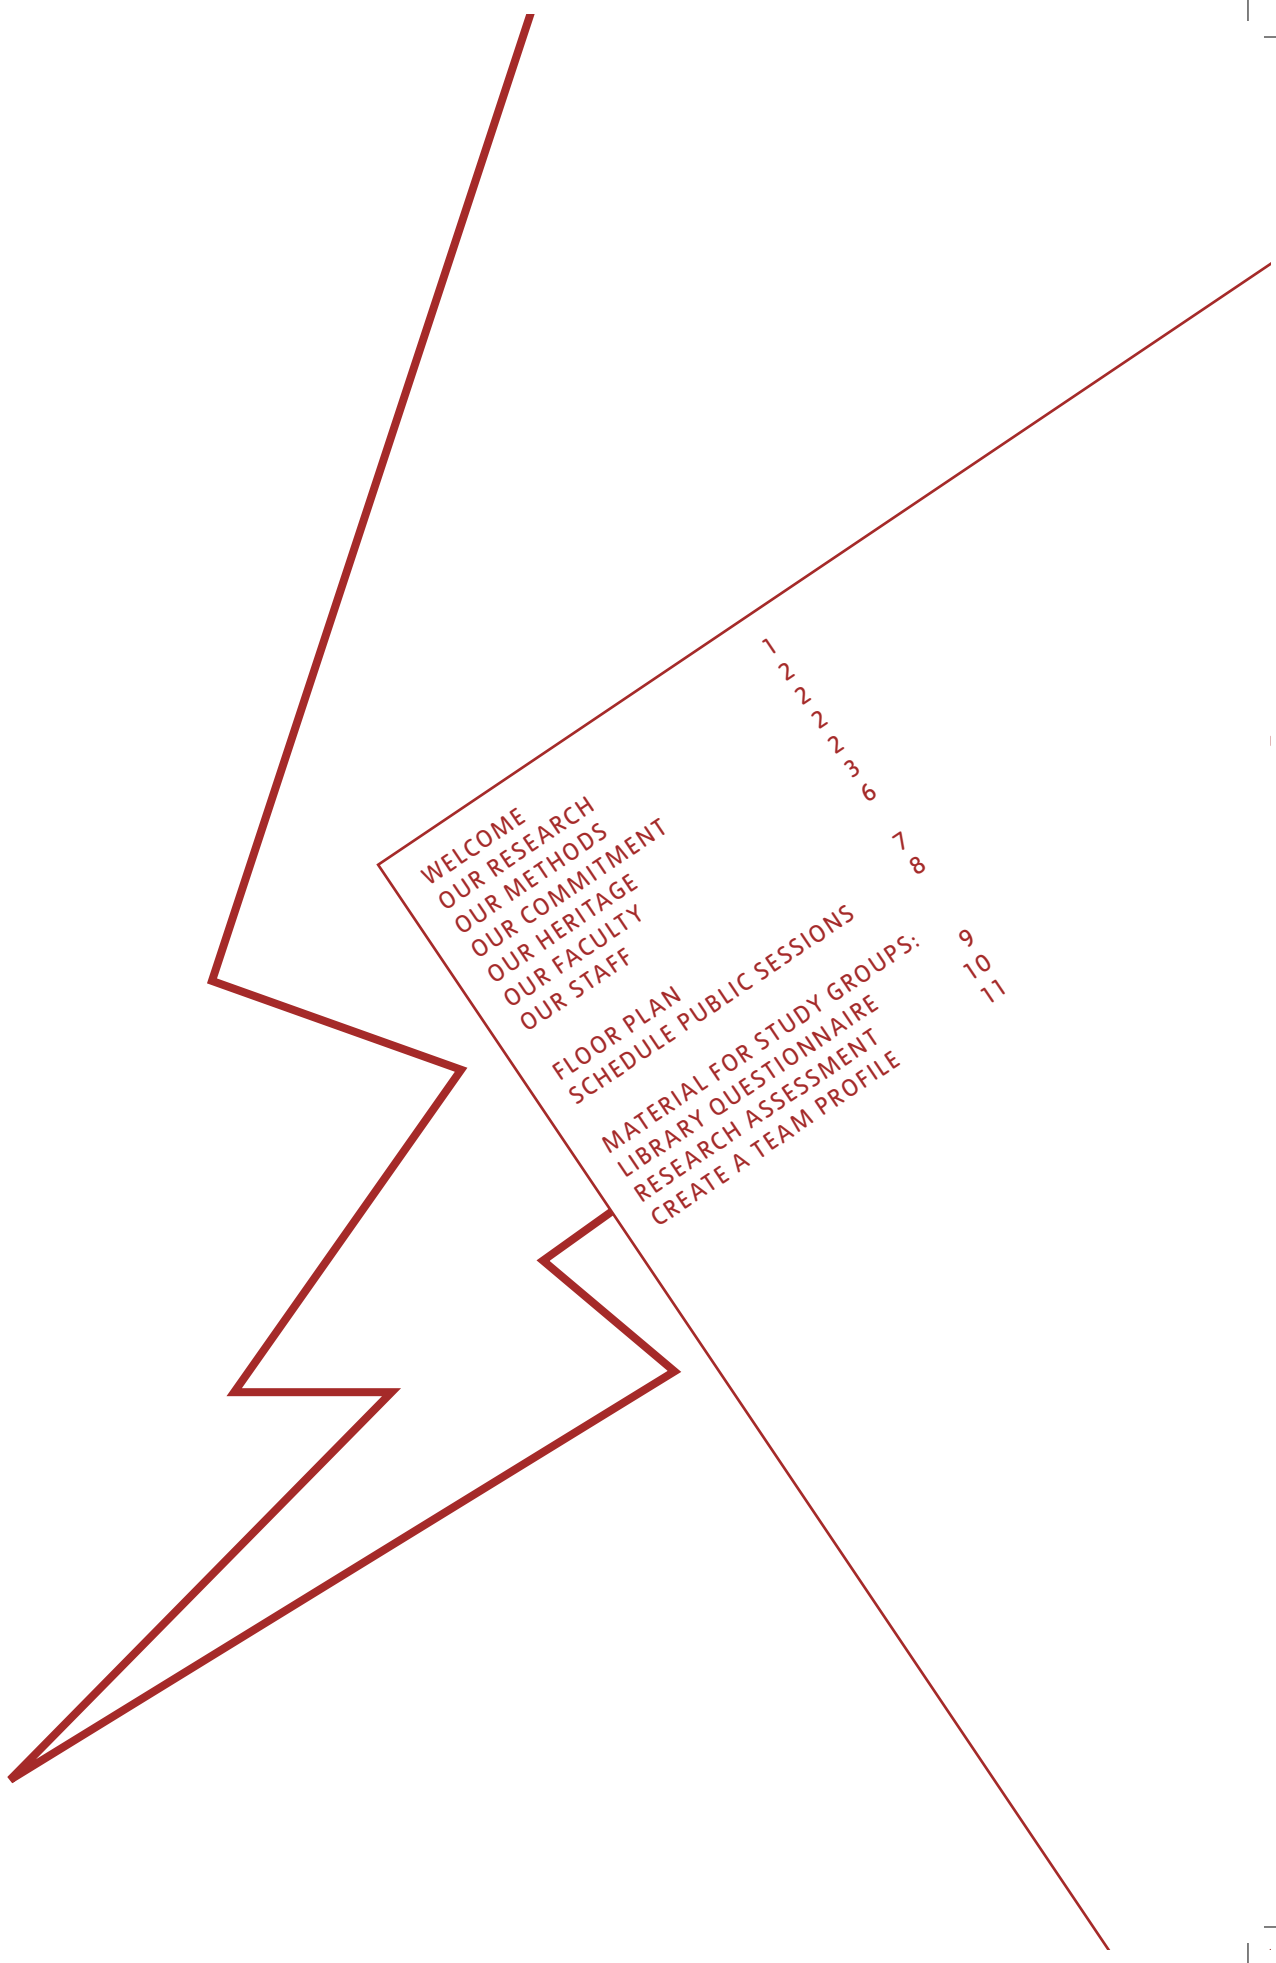 WELCOME 1
OUR RESEARCH 2
OUR METHODS 2
OUR COMMITMENT 2
OUR HERITAGE 2
OUR FACULTY 3
OUR STAFF 6
FLOOR PLAN 7
SCHEDULE PUBLIC SESSIONS 8
MATERIAL FOR STUDY GROUPS:
LIBRARY QUESTIONNAIRE 9
RESEARCH ASSESSMENT 10
CREATE A TEAM PROFILE 11